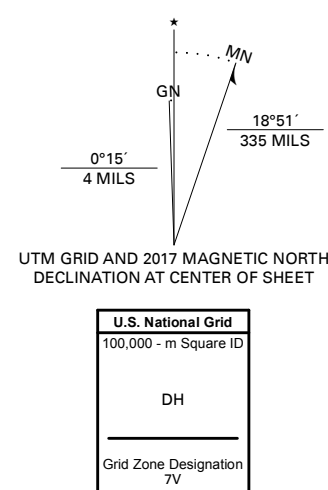 ★
MN
GN
18°51´
335 MILS
0°15´
4 MILS
UTM GRID AND 2017 MAGNETIC NORTH
DECLINATION AT CENTER OF SHEET
U.S. National Grid
100,000 - m Square ID
DH
Grid Zone Designation
7V